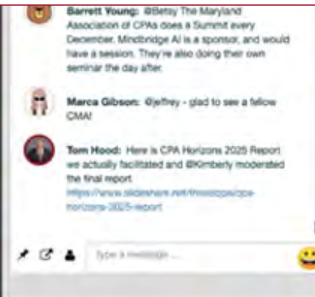 Barrett Young: @Betsy The Maryland
Association of CPAs does a Summit every
December. Mindbridge AI is a sponsor, and would
have a session. They're also doing their own
seminar the day after.
Marca Gibson: @jeffrey - glad to see a fellow
CMA!
Tom Hood: Here is CPA Horizons 2025 Report
we actually facilitated and @Kimberly moderated
the final report
https://www.slideshare.net/thoodcpa/cpa-
horizons-2025-report
Type a message ...